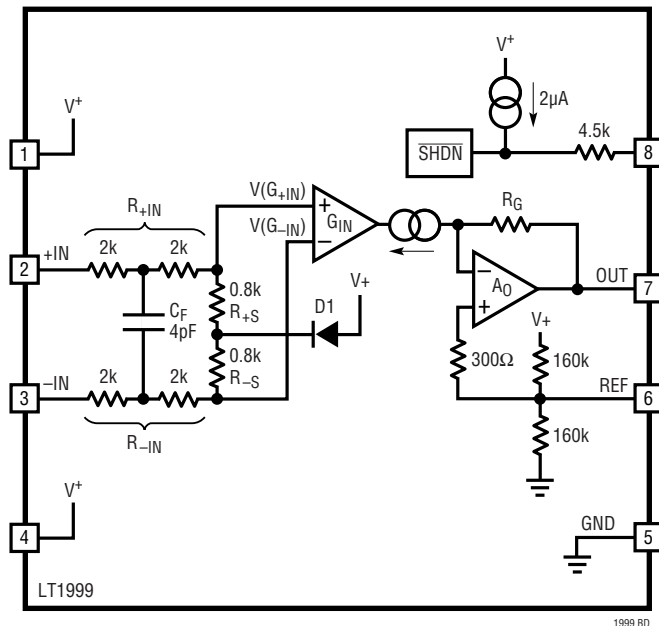 V+
2µA
4.5k
SHDN
8
V+
1
R+IN
V(G+IN)
+
GIN
V(G–IN)
–
RG
2
+IN
2k
2k
CF
4pF
0.8k
R+S
0.8k
R–S
D1
V+
–
AO
+
OUT
7
300Ω
V+
160k
REF
6
160k
3
–IN
2k
2k
R–IN
V+
4
GND
5
LT1999
1999 BD